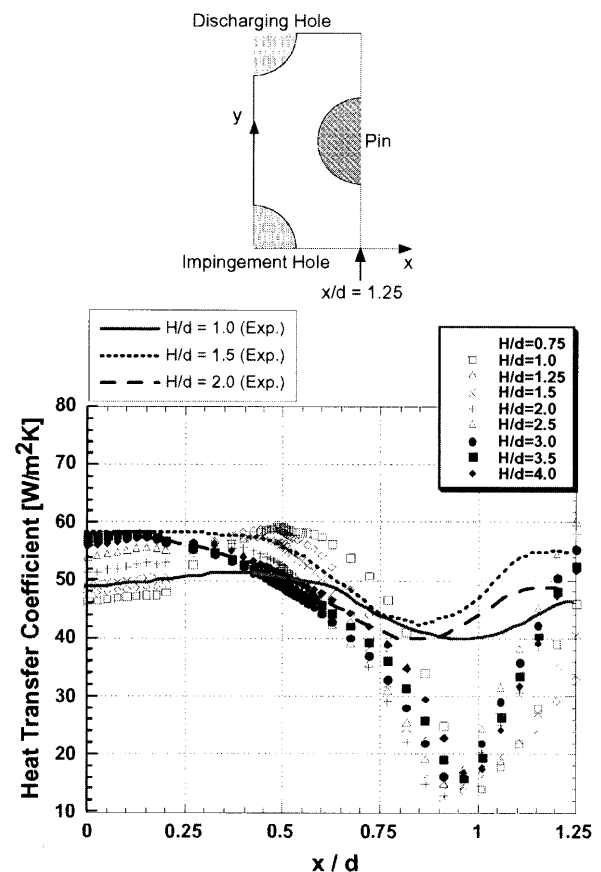 Discharging Hole
y
Pin
Impingement Hole
x
x/d = 1.25
H/d = 1.0 (Exp.)
H/d = 1.5 (Exp.)
H/d = 2.0 (Exp.)
H/d=0.75
H/d=1.0
H/d=1.25
H/d=1.5
H/d=2.0
H/d=2.5
H/d=3.0
H/d=3.5
H/d=4.0
Heat Transfer Coefficient [W/m²K]
80
70
60
50
40
30
20
10
0 0.25 0.5 0.75 1 1.25
x / d